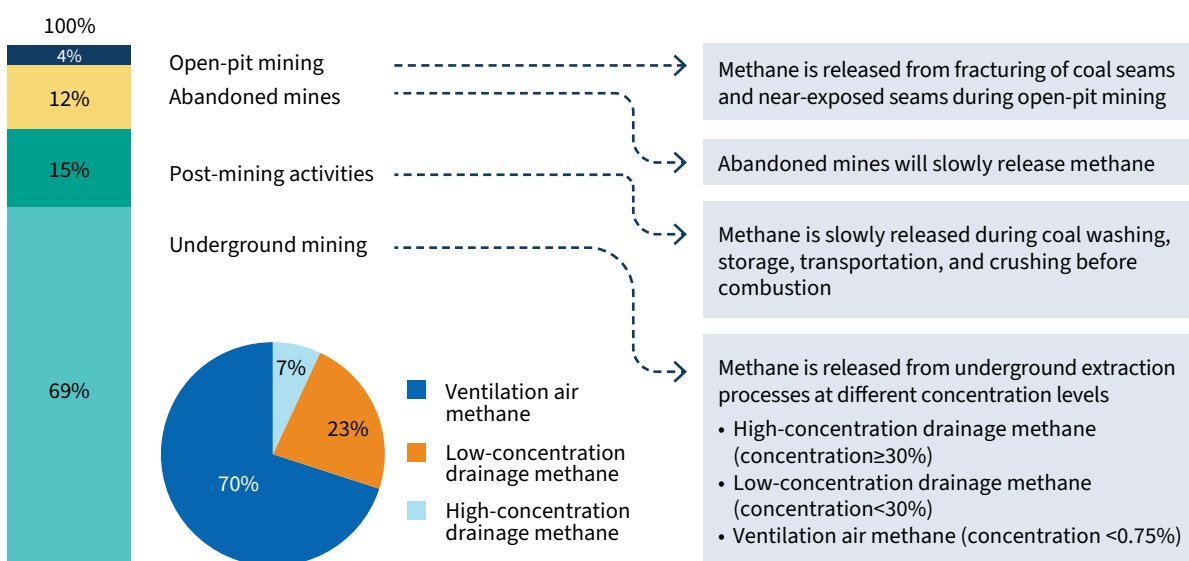 100%
4%
12%
15%
69%
Open-pit mining
Abandoned mines
Post-mining activities
Underground mining
7%
23%
70%
Ventilation air
methane
Low-concentration
drainage methane
High-concentration
drainage methane
Methane is released from fracturing of coal seams
and near-exposed seams during open-pit mining
Abandoned mines will slowly release methane
Methane is slowly released during coal washing,
storage, transportation, and crushing before
combustion
Methane is released from underground extraction
processes at different concentration levels
• High-concentration drainage methane
(concentration≥30%)
• Low-concentration drainage methane
(concentration<30%)
• Ventilation air methane (concentration <0.75%)